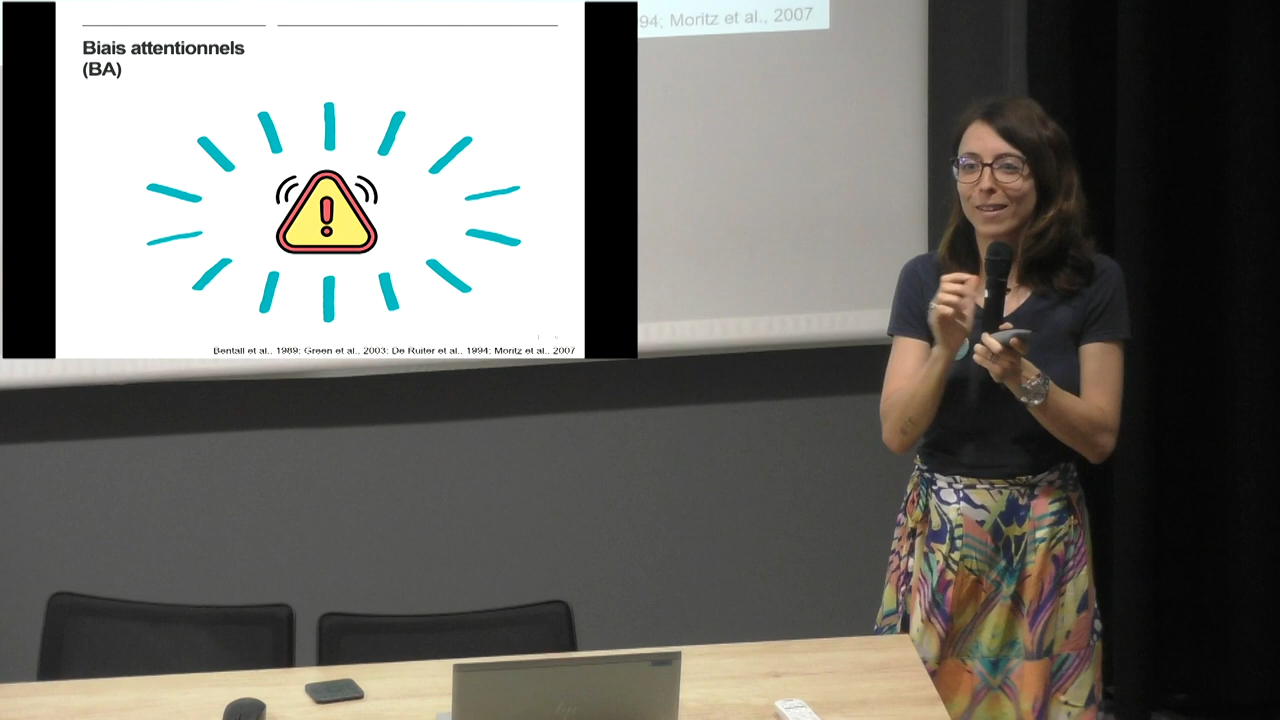 Biais attentionnels
(BA)
Bentall et al., 1989; Green et al., 2003; De Ruiter et al., 1994; Moritz et al., 2007
94; Moritz et al., 2007
hp